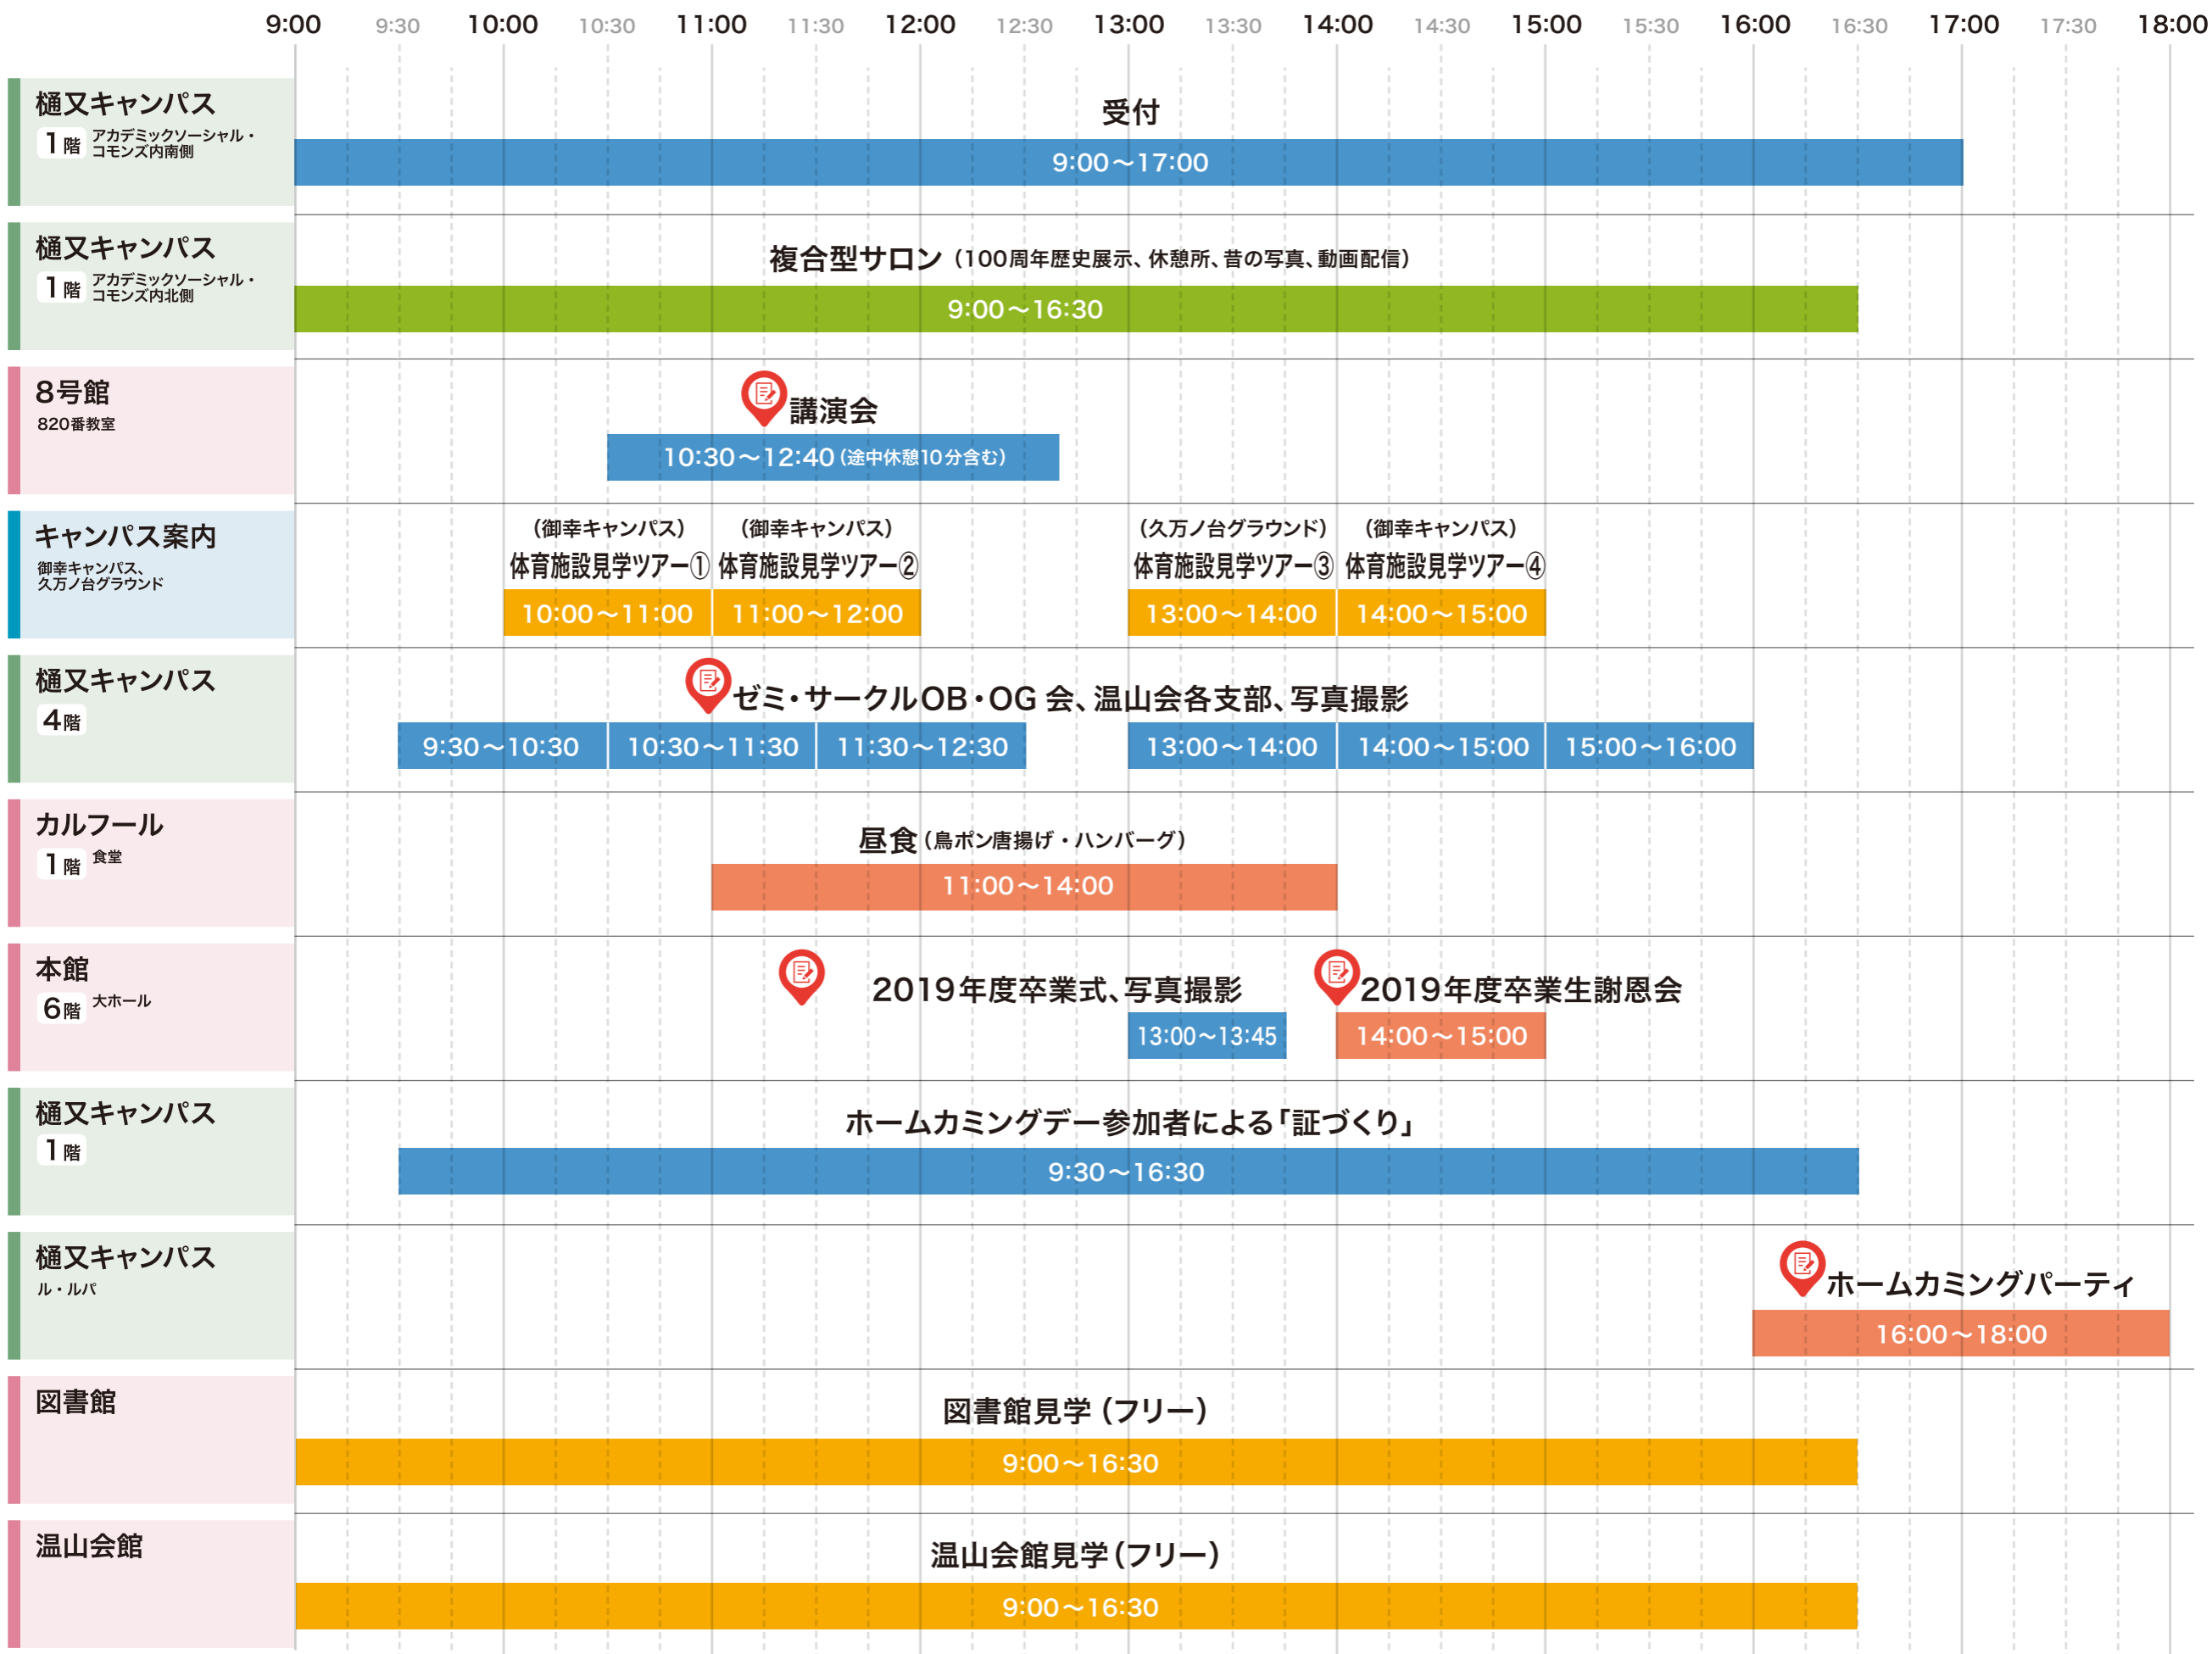 9:00 9:30 10:00 10:30 11:00 11:30 12:00 12:30 13:00 13:30 14:00 14:30 15:00 15:30 16:00 16:30 17:00 17:30 18:00
樋又キャンパス
1階 アカデミックソーシャル・
コモンズ内南側
受付
9:00～17:00
樋又キャンパス
1階 アカデミックソーシャル・
コモンズ内北側
複合型サロン（100周年歴史展示、休憩所、昔の写真、動画配信）
9:00～16:30
8号館
820番教室
講演会
10:30～12:40（途中休憩10分含む）
キャンパス案内
御幸キャンパス、
久万ノ台グラウンド
（御幸キャンパス） （御幸キャンパス） （久万ノ台グラウンド） （御幸キャンパス）
体育施設見学ツアー① 体育施設見学ツアー② 体育施設見学ツアー③ 体育施設見学ツアー④
10:00～11:00 11:00～12:00 13:00～14:00 14:00～15:00
樋又キャンパス
4階
ゼミ・サークルOB・OG 会、温山会各支部、写真撮影
9:30～10:30 10:30～11:30 11:30～12:30 13:00～14:00 14:00～15:00 15:00～16:00
カルフール
1階 食堂
昼食（鳥ポン唐揚げ・ハンバーグ）
11:00～14:00
本館
6階 大ホール
2019年度卒業式、写真撮影 2019年度卒業生謝恩会
13:00～13:45 14:00～15:00
樋又キャンパス
1階
ホームカミングデー参加者による「証づくり」
9:30～16:30
樋又キャンパス
ル・ルパ
ホームカミングパーティ
16:00～18:00
図書館
図書館見学（フリー）
9:00～16:30
温山会館
温山会館見学（フリー）
9:00～16:30